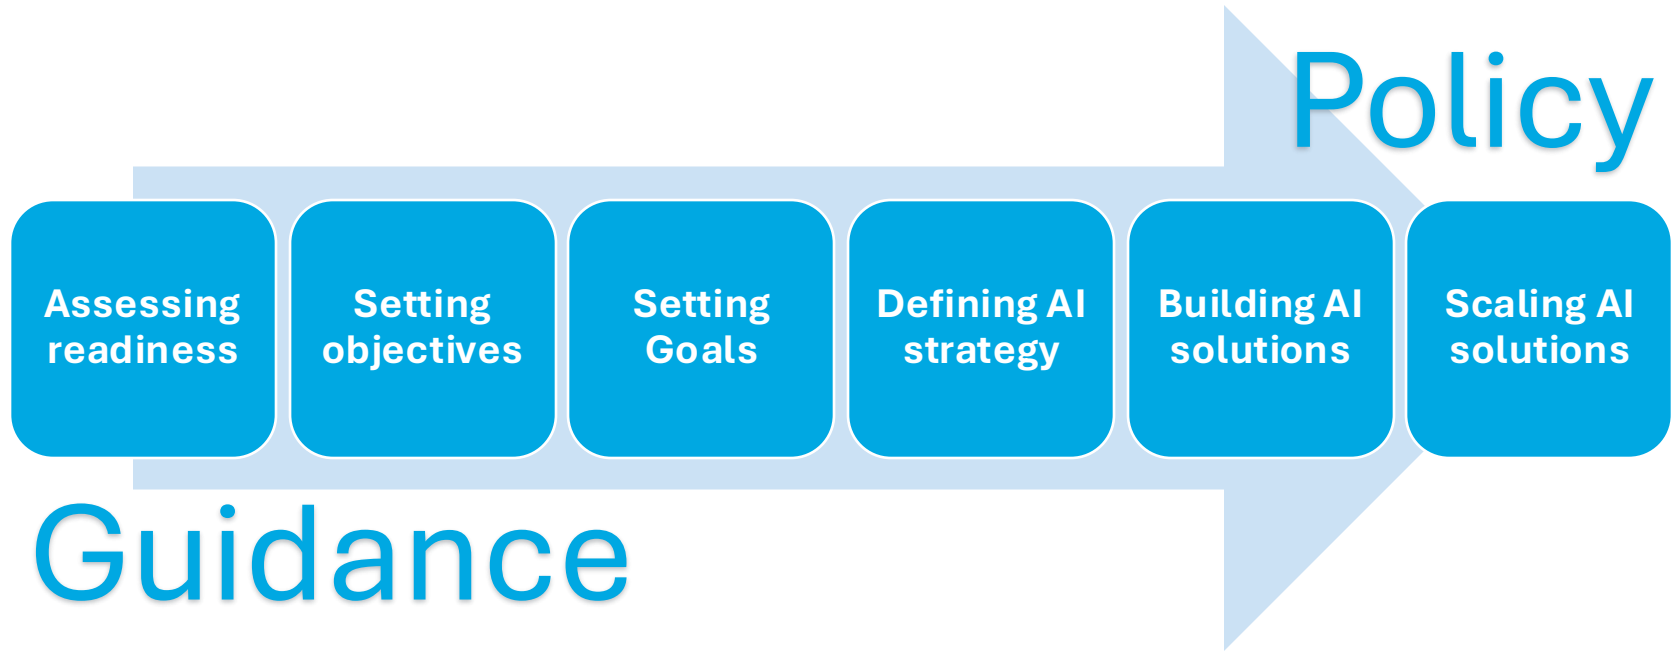 Policy
Assessing
readiness
Setting
objectives
Setting
Goals
Defining AI
strategy
Building AI
solutions
Scaling AI
solutions
Guidance